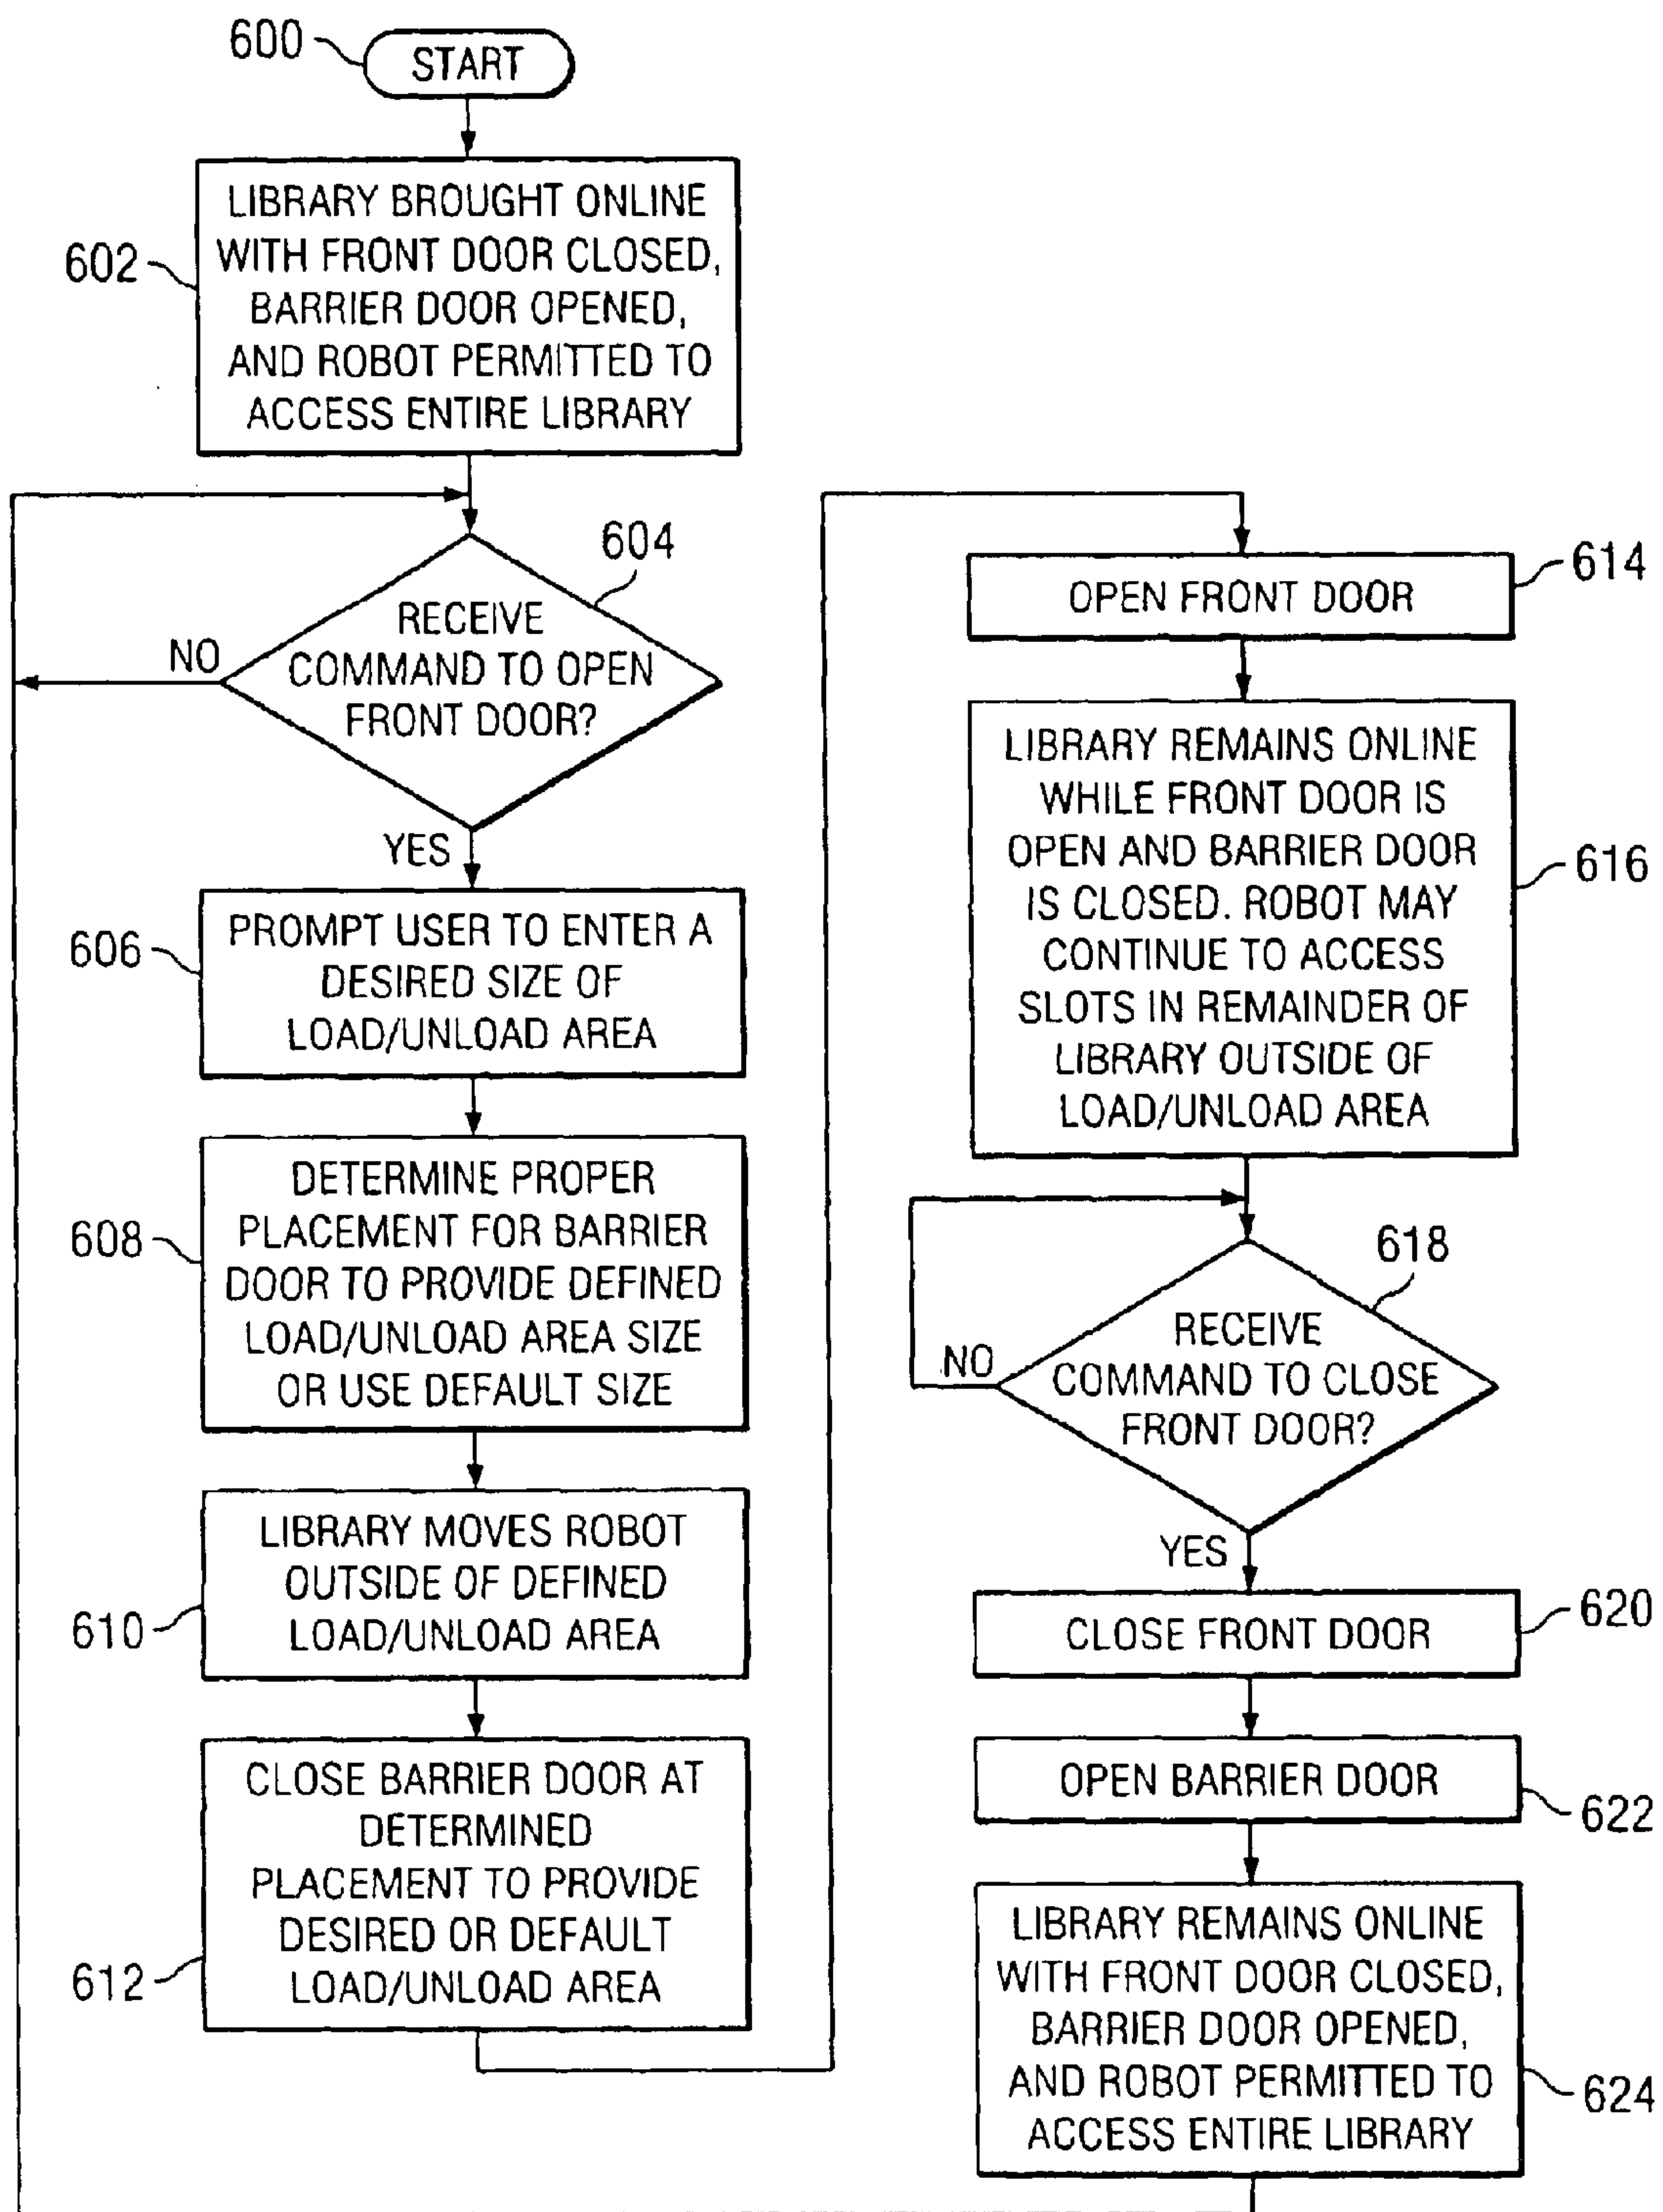 600
START
602
LIBRARY BROUGHT ONLINE
WITH FRONT DOOR CLOSED,
BARRIER DOOR OPENED,
AND ROBOT PERMITTED TO
ACCESS ENTIRE LIBRARY
604
RECEIVE
COMMAND TO OPEN
FRONT DOOR?
NO
YES
606
PROMPT USER TO ENTER A
DESIRED SIZE OF
LOAD/UNLOAD AREA
608
DETERMINE PROPER
PLACEMENT FOR BARRIER
DOOR TO PROVIDE DEFINED
LOAD/UNLOAD AREA SIZE
OR USE DEFAULT SIZE
610
LIBRARY MOVES ROBOT
OUTSIDE OF DEFINED
LOAD/UNLOAD AREA
612
CLOSE BARRIER DOOR AT
DETERMINED
PLACEMENT TO PROVIDE
DESIRED OR DEFAULT
LOAD/UNLOAD AREA
614
OPEN FRONT DOOR
616
LIBRARY REMAINS ONLINE
WHILE FRONT DOOR IS
OPEN AND BARRIER DOOR
IS CLOSED. ROBOT MAY
CONTINUE TO ACCESS
SLOTS IN REMAINDER OF
LIBRARY OUTSIDE OF
LOAD/UNLOAD AREA
618
RECEIVE
COMMAND TO CLOSE
FRONT DOOR?
NO
YES
620
CLOSE FRONT DOOR
OPEN BARRIER DOOR
622
LIBRARY REMAINS ONLINE
WITH FRONT DOOR CLOSED,
BARRIER DOOR OPENED,
AND ROBOT PERMITTED TO
ACCESS ENTIRE LIBRARY
624